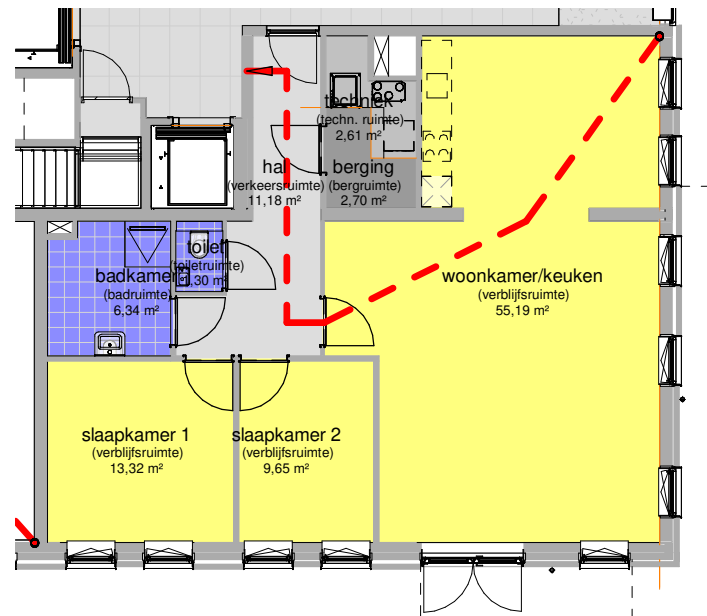 techniek
(techn. ruimte)
2,61 m²
hal
(verkeersruimte)
11,18 m²
berging
(bergruimte)
2,70 m²
toilet
(toiletruimte)
,30 m²
badkamer
(badruimte)
6,34 m²
woonkamer/keuken
(verblijfsruimte)
55,19 m²
slaapkamer 1
(verblijfsruimte)
13,32 m²
slaapkamer 2
(verblijfsruimte)
9,65 m²